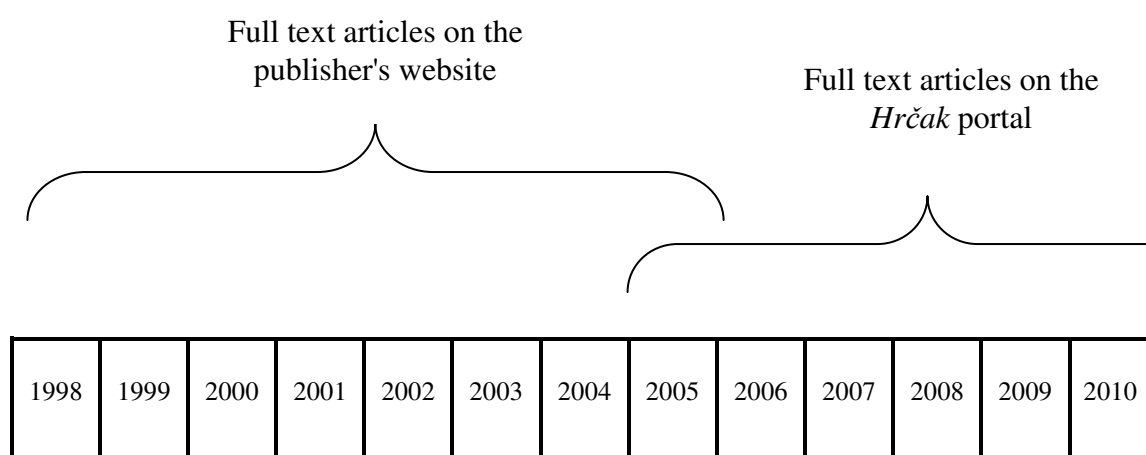 Full text articles on the
publisher's website
Full text articles on the
Hrčak portal
1998 1999 2000 2001 2002 2003 2004 2005 2006 2007 2008 2009 2010